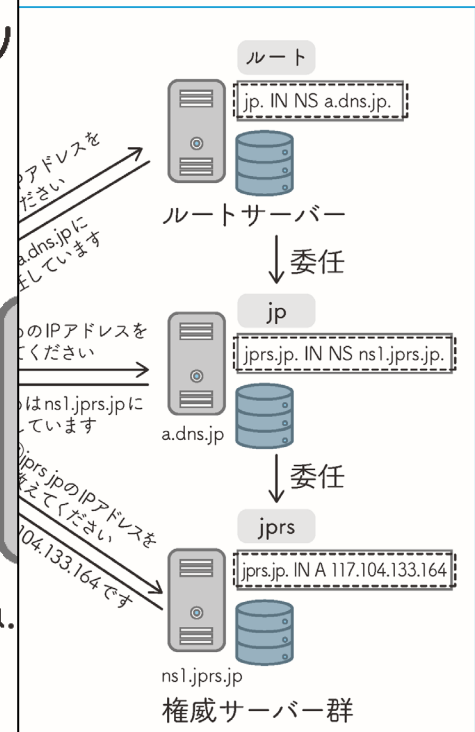 ルート
jp. IN NS a.dns.jp.
ルートサーバー
IPアドレスを
ださい
a.dns.jpに
任しています
委任
jp
jprs.jp. IN NS ns1.jprs.jp.
a.dns.jp
のIPアドレスを
てください
はns1.jprs.jpに
しています
委任
jprs
jprs.jp. IN A 117.104.133.164
ns1.jprs.jp
jprs.jpのIPアドレスを
教えてください
104.133.164です
権威サーバー群